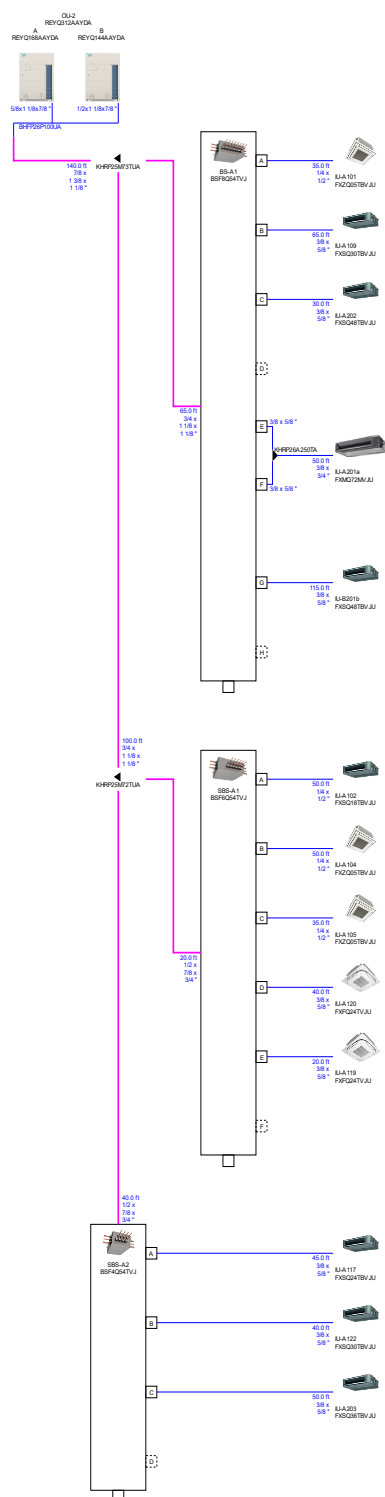 OU-2
REYQ312AAYDA
A
REYQ168AAYDA
B
REYQ144AAYDA
5/8x1 1/8x7/8 "
1/2x1 1/8x7/8 "
BHFP26P100UA
140.0 ft
7/8 x
1 3/8 x
1 1/8 "
KHRP25M73TUA
BS-A1
BSF8Q54TVJ
A
35.0 ft
1/4 x
1/2 "
IU-A101
FXZQ05TBVJU
B
65.0 ft
3/8 x
5/8 "
IU-A109
FXSQ30TBVJU
C
30.0 ft
3/8 x
5/8 "
IU-A202
FXSQ48TBVJU
D
65.0 ft
3/4 x
1 1/8 x
1 1/8 "
E
3/8 x 5/8 "
KHRP26A250TA
50.0 ft
3/8 x
3/4 "
IU-A201a
FXMQ72MVJU
F
3/8 x 5/8 "
G
115.0 ft
3/8 x
5/8 "
IU-B201b
FXSQ48TBVJU
H
100.0 ft
3/4 x
1 1/8 x
1 1/8 "
KHRP25M72TUA
SBS-A1
BSF6Q54TVJ
A
50.0 ft
1/4 x
1/2 "
IU-A102
FXSQ18TBVJU
B
50.0 ft
1/4 x
1/2 "
IU-A104
FXZQ05TBVJU
C
35.0 ft
1/4 x
1/2 "
IU-A105
FXZQ05TBVJU
20.0 ft
1/2 x
7/8 x
3/4 "
D
40.0 ft
3/8 x
5/8 "
IU-A120
FXFQ24TVJU
E
20.0 ft
3/8 x
5/8 "
IU-A119
FXFQ24TVJU
F
40.0 ft
1/2 x
7/8 x
3/4 "
SBS-A2
BSF4Q54TVJ
A
45.0 ft
3/8 x
5/8 "
IU-A117
FXSQ24TBVJU
B
40.0 ft
3/8 x
5/8 "
IU-A122
FXSQ30TBVJU
C
50.0 ft
3/8 x
5/8 "
IU-A203
FXSQ36TBVJU
D